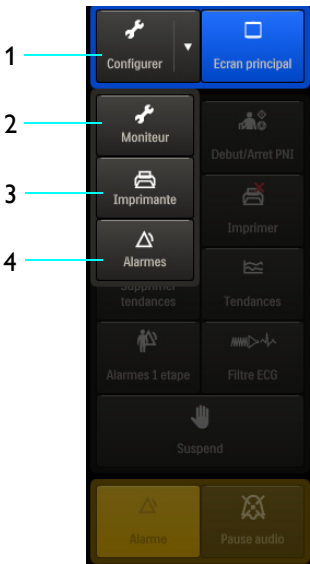 1
Configurer
Ecran principal
2
Moniteur
Debut/Arret PNI
3
Imprimante
Imprimer
4
Alarmes
Supprimer
tendances
Tendances
Alarmes 1 etape
Filtre ECG
Suspend
Alarme
Pause audio